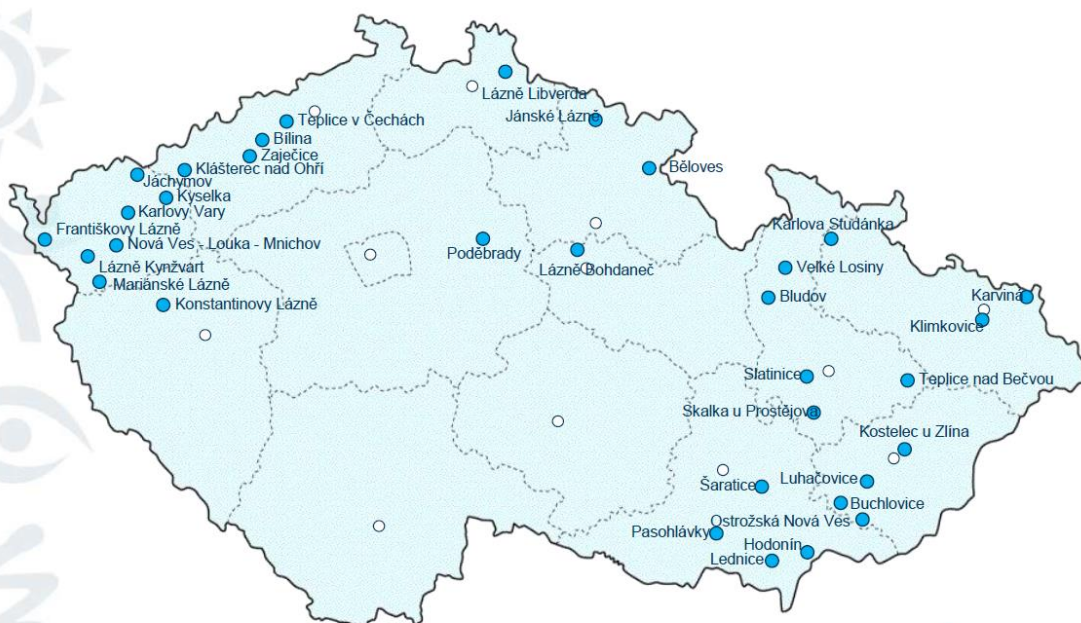 Lázně Libverda
Jánské Lázně
Teplice v Čechách
Bílina
Zaječice
Klášterec nad Ohří
Běloves
Jáchymov
Kyselka
Karlovy Vary
Františkovy Lázně
Nová Ves - Louka - Mnichov
Karlova Studánka
Poděbrady
Lázně Kynžvart
Lázně Bohdaneč
Velké Losiny
Mariánské Lázně
Konstantinovy Lázně
Bludov
Karviná
Klimkovice
Slatinice
Teplice nad Bečvou
Skalka u Prostějova
Kostelec u Zlína
Šaratice
Luhačovice
Buchlovice
Ostrožská Nová Ves
Pasohlávky
Hodonín
Lednice